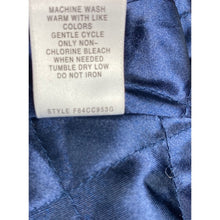 MACHINE WASH
WARM WITH LIKE
COLORS
GENTLE CYCLE
ONLY NON-
CHLORINE BLEACH
WHEN NEEDED
TUMBLE DRY LOW
DO NOT IRON
STYLE F64CC953G